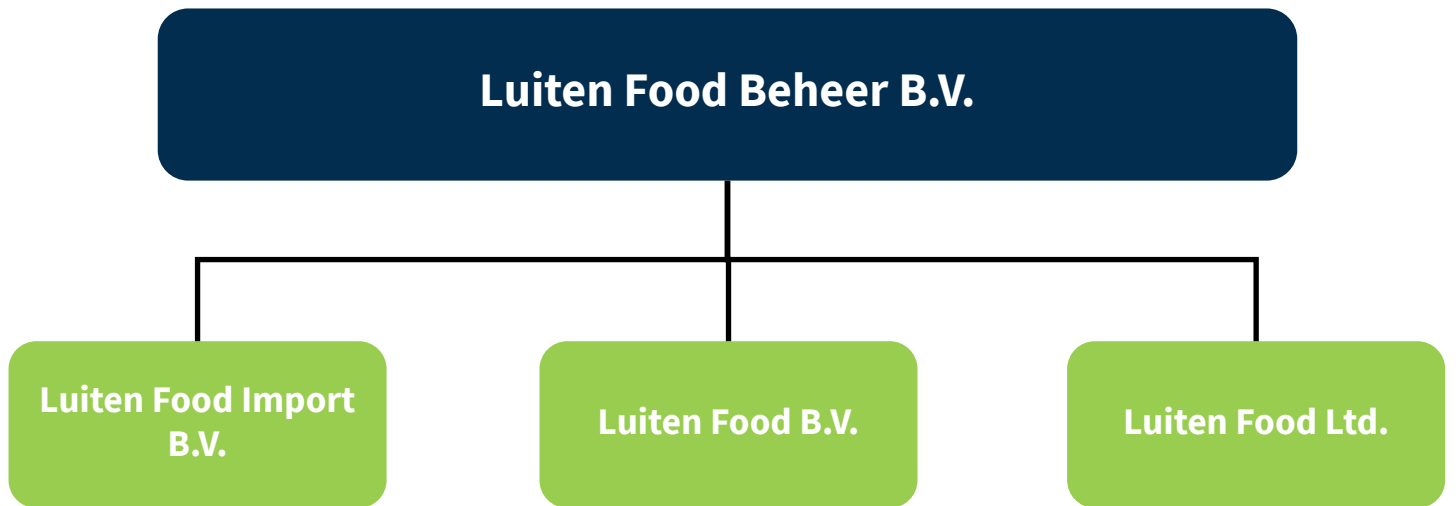 Luiten Food Beheer B.V.
Luiten Food Import
B.V.
Luiten Food B.V.
Luiten Food Ltd.